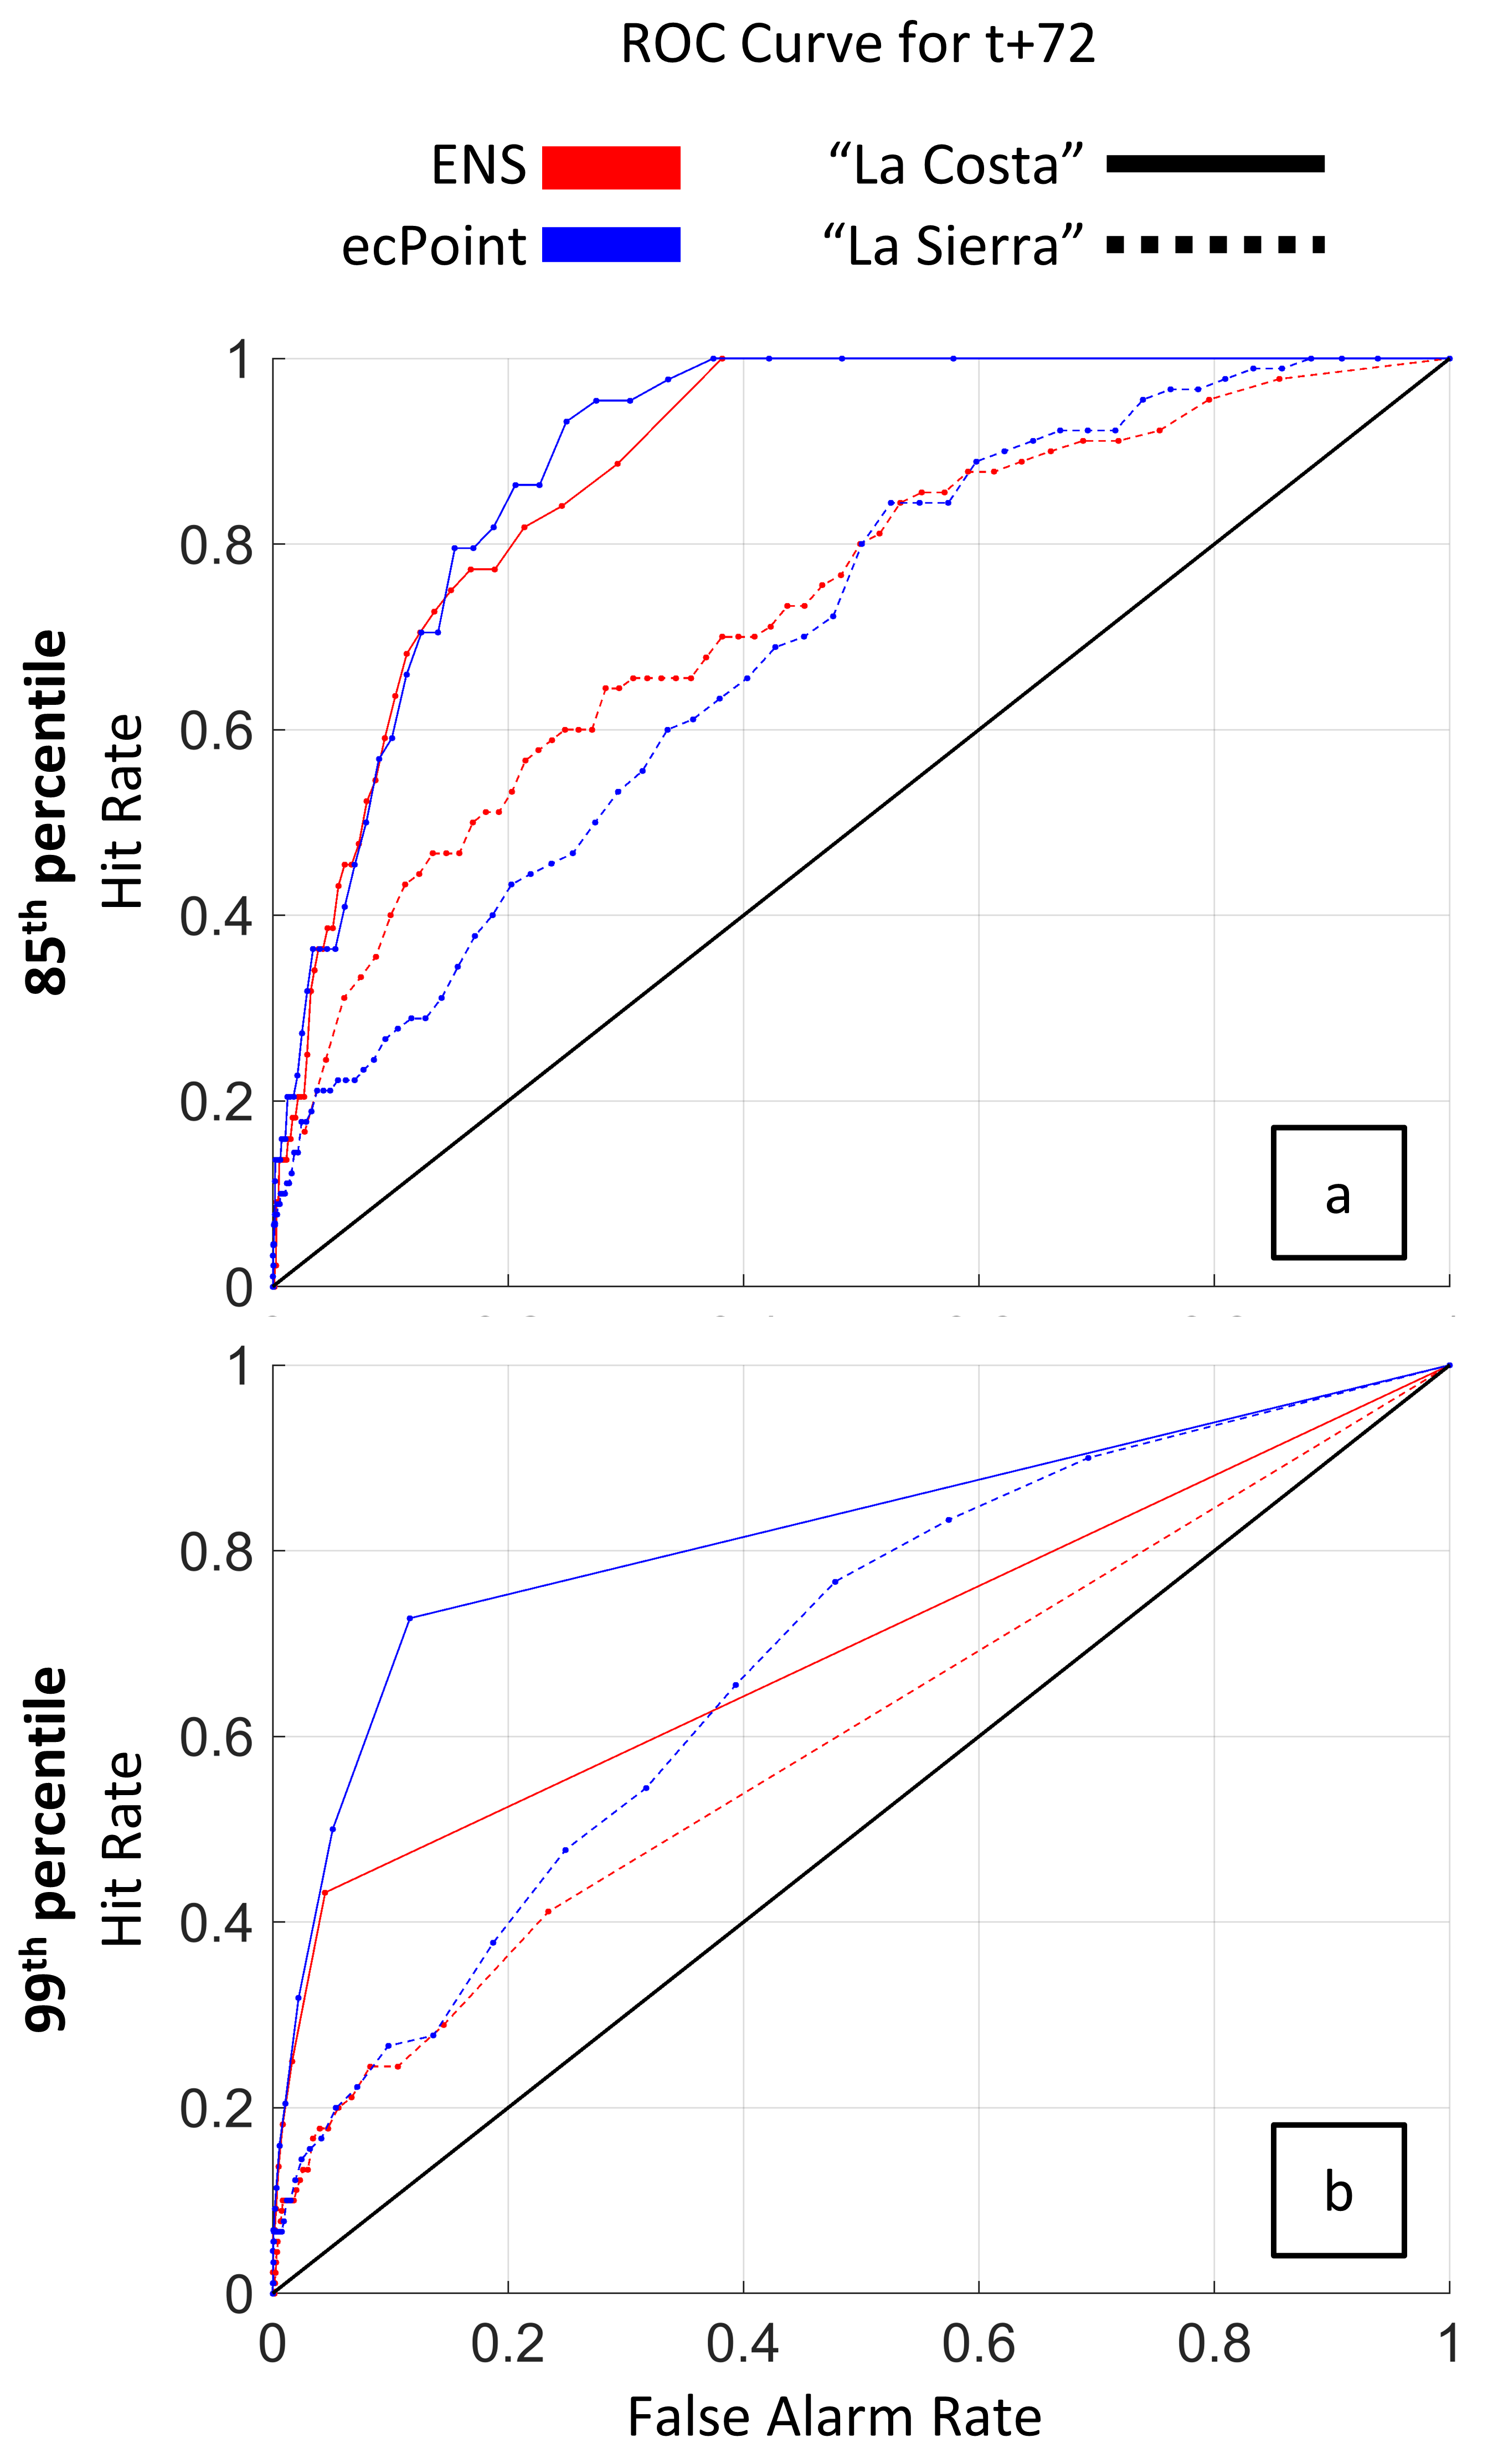 ROC Curve for t+72
ENS
“La Costa”
ecPoint
“La Sierra”
85th percentile
Hit Rate
1
0.8
0.6
0.4
0.2
0
a
99th percentile
Hit Rate
1
0.8
0.6
0.4
0.2
0
b
0 0.2 0.4 0.6 0.8 1
False Alarm Rate